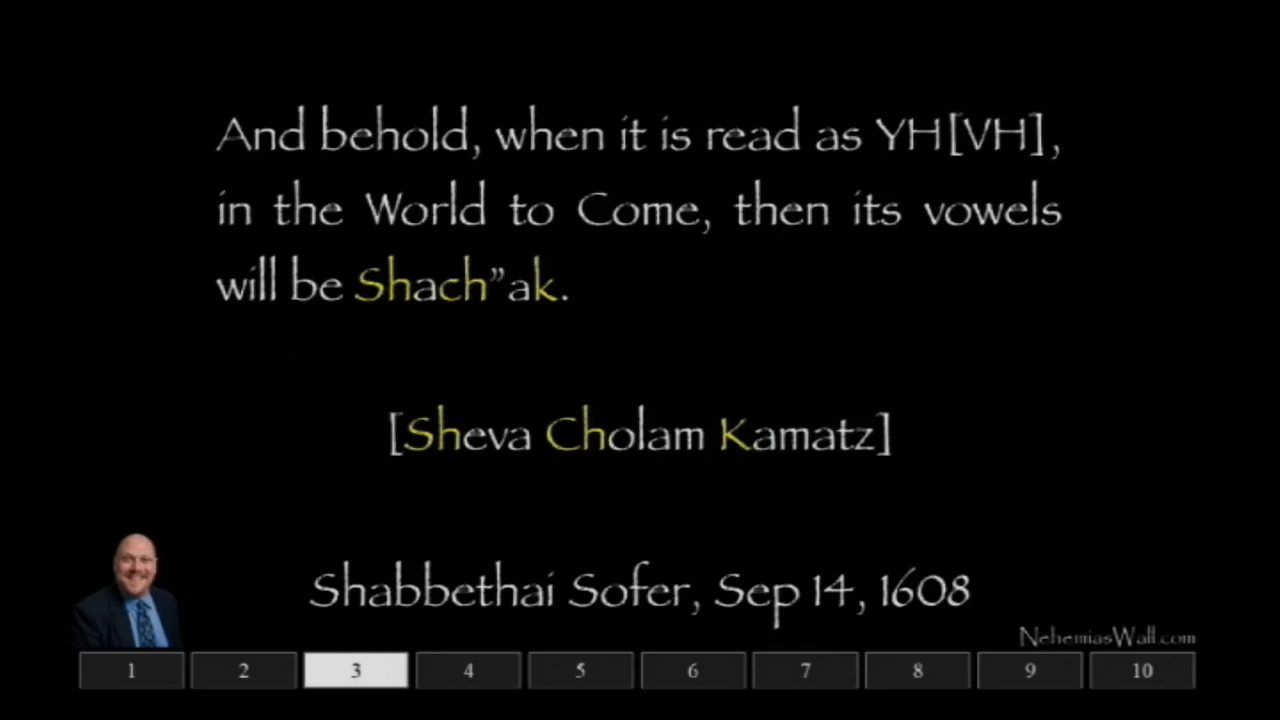 And behold, when it is read as YH[VH],
in the World to Come, then its vowels
will be Shach”ak.
[Sheva Cholam Kamatz]
Shabbethai Sofer, Sep 14, 1608
NehemiasWall.com
1 2 3 4 5 6 7 8 9 10